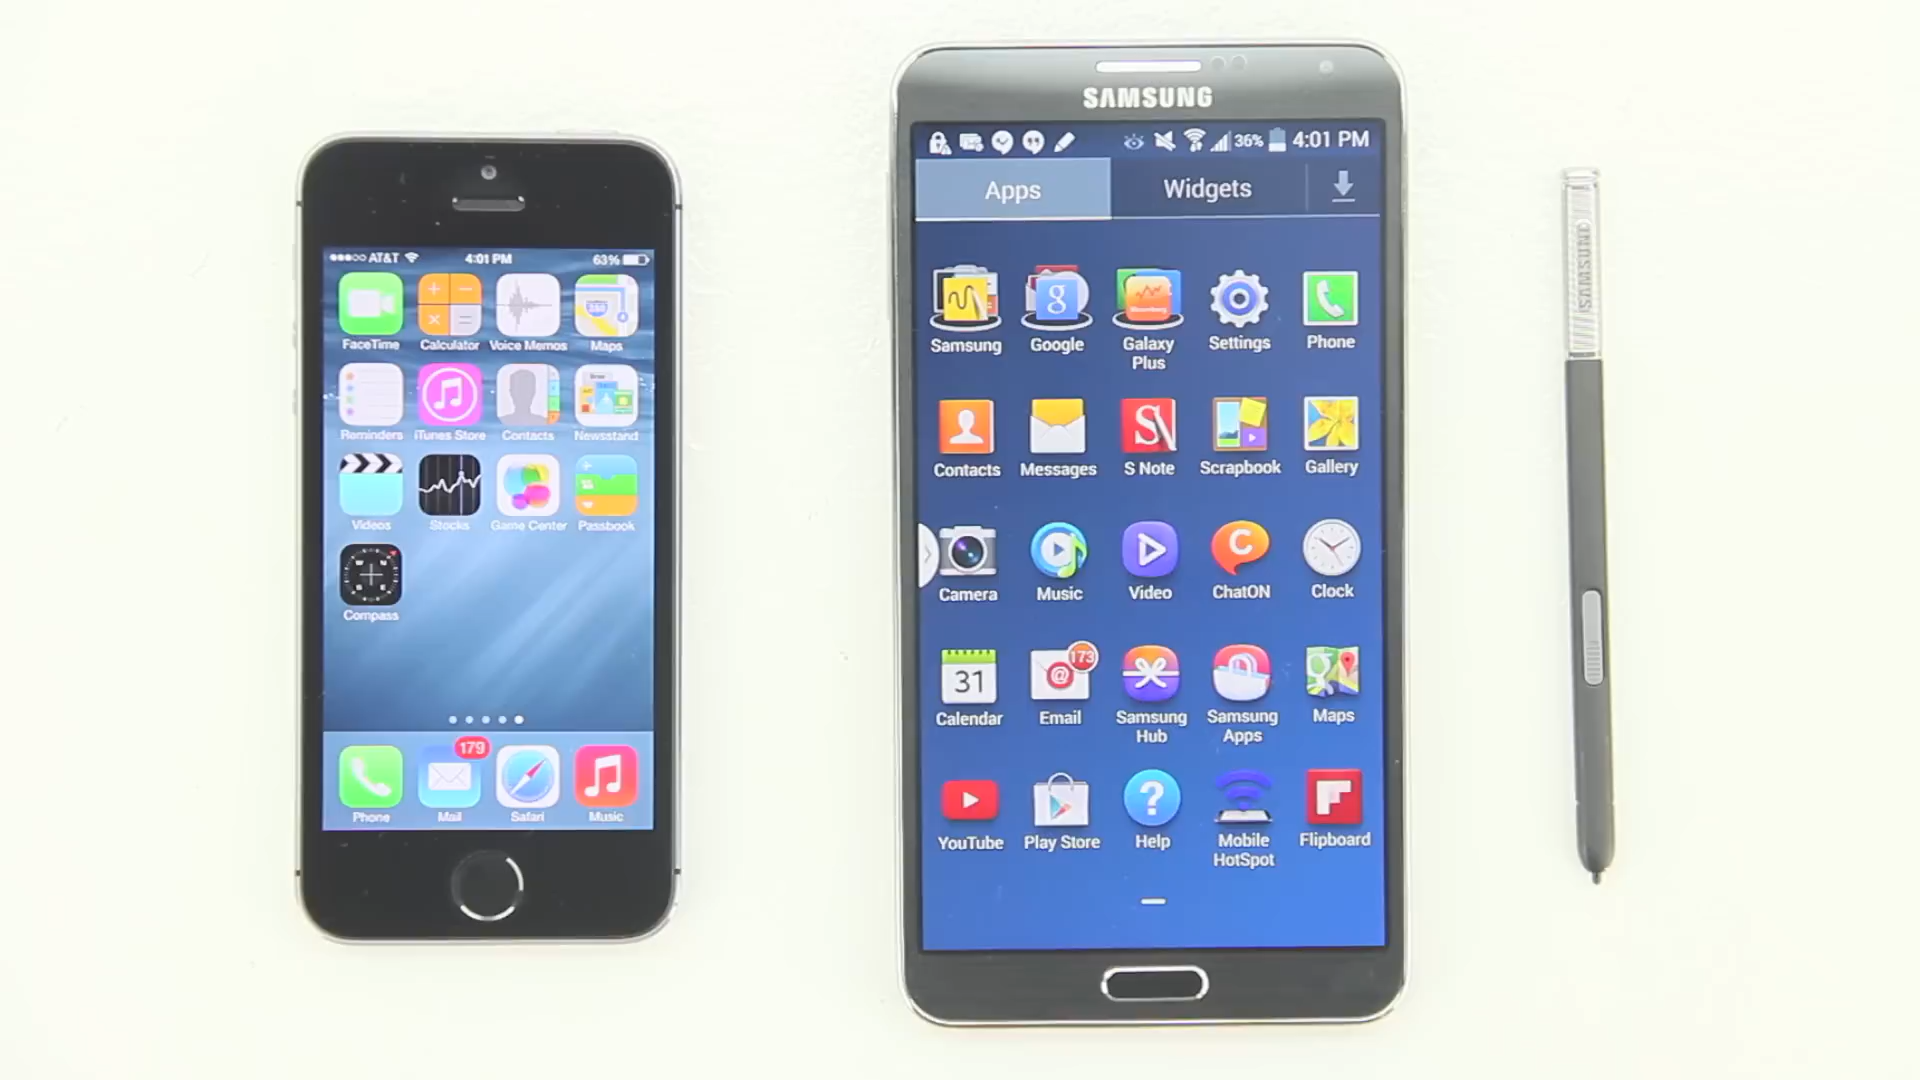 AT&T 4:01 PM 63%
FaceTime Calculator Voice Memos Maps
Reminders iTunes Store Contacts Newsstand
Videos Stocks Game Center Passbook
Compass
179
Phone Mail Safari Music
SAMSUNG
36% 4:01 PM
Apps Widgets
g
Bloomberg
Samsung Google Galaxy Plus Settings Phone
S
Contacts Messages S Note Scrapbook Gallery
C
Camera Music Video ChatON Clock
31 @ 173 g
Calendar Email Samsung Hub Samsung Apps Maps
?
YouTube Play Store Help Mobile HotSpot Flipboard
SAMSUNG